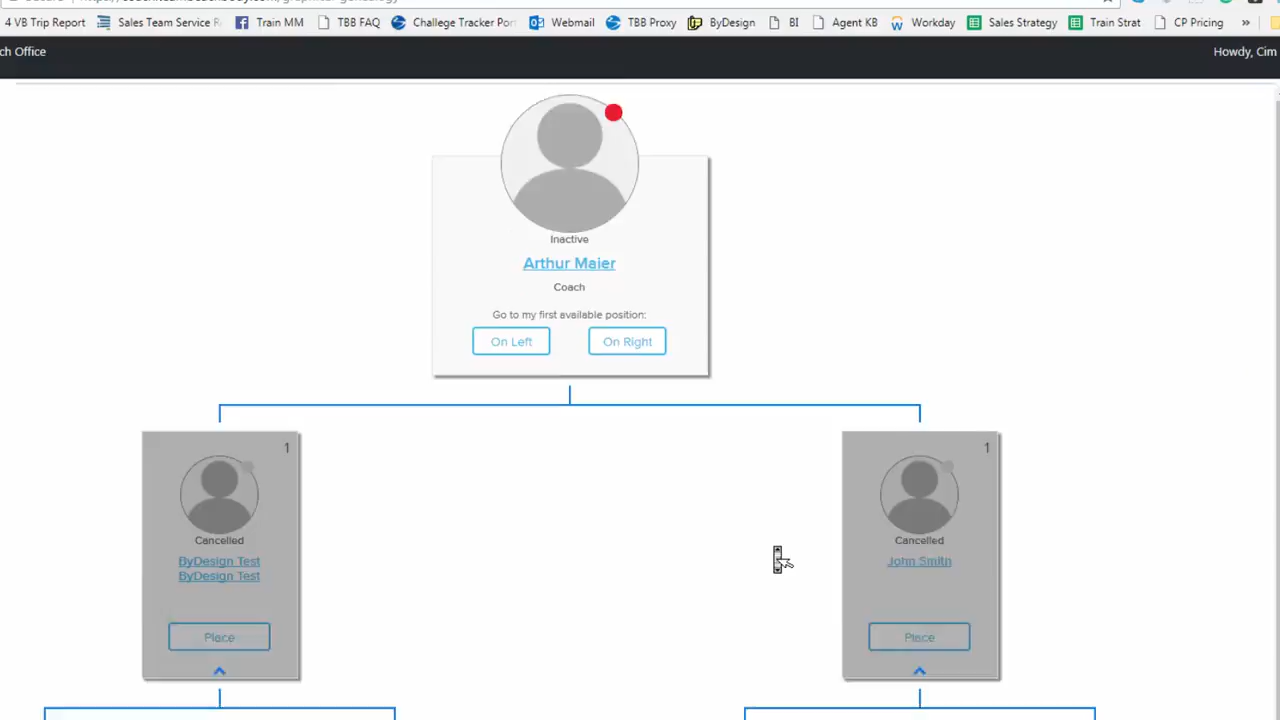 4 VB Trip Report Sales Team Service R Train MM TBB FAQ Challege Tracker Por Webmail TBB Proxy ByDesign BI Agent KB Workday Sales Strategy Train Strat CP Pricing »
ch Office Howdy, Cim
Inactive
Arthur Maier
Coach
Go to my first available position:
On Left On Right
1 1
Cancelled Cancelled
ByDesign Test John Smith
ByDesign Test
Place Place